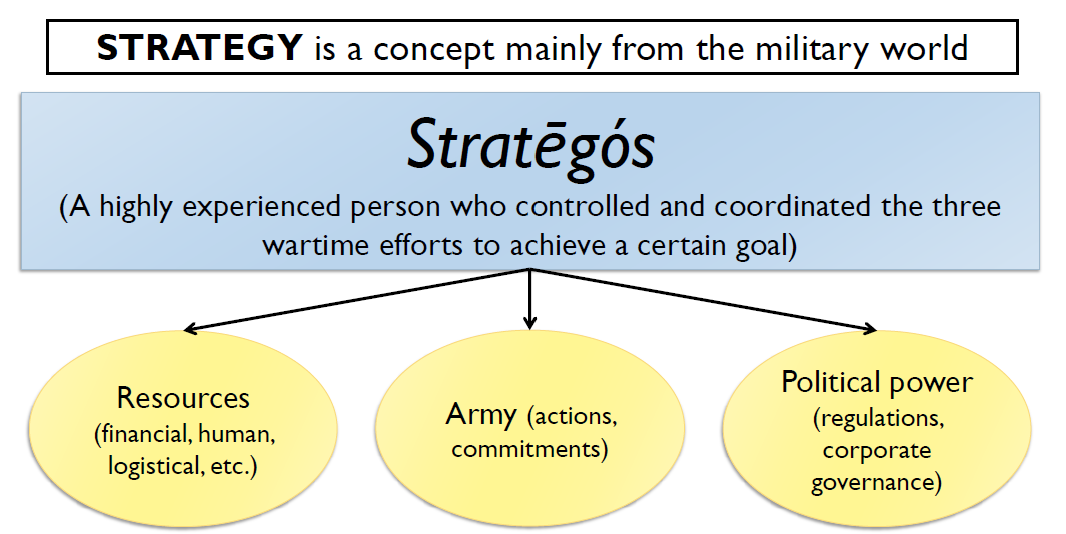 STRATEGY is a concept mainly from the military world
Stratēgós
(A highly experienced person who controlled and coordinated the three
wartime efforts to achieve a certain goal)
Resources
(financial, human,
logistical, etc.)
Army (actions,
commitments)
Political power
(regulations,
corporate
governance)